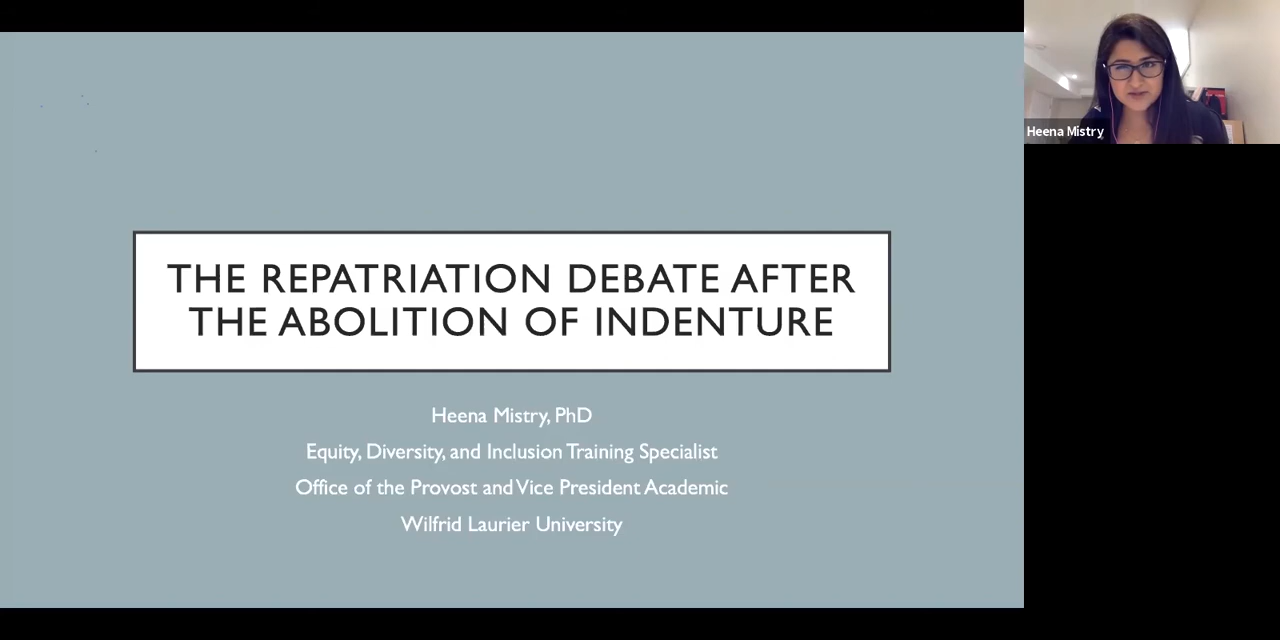 THE REPATRIATION DEBATE AFTER
THE ABOLITION OF INDENTURE
Heena Mistry, PhD
Equity, Diversity, and Inclusion Training Specialist
Office of the Provost and Vice President Academic
Wilfrid Laurier University
Heena Mistry